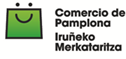 Comercio de
Pamplona
Iruñeko
Merkataritza